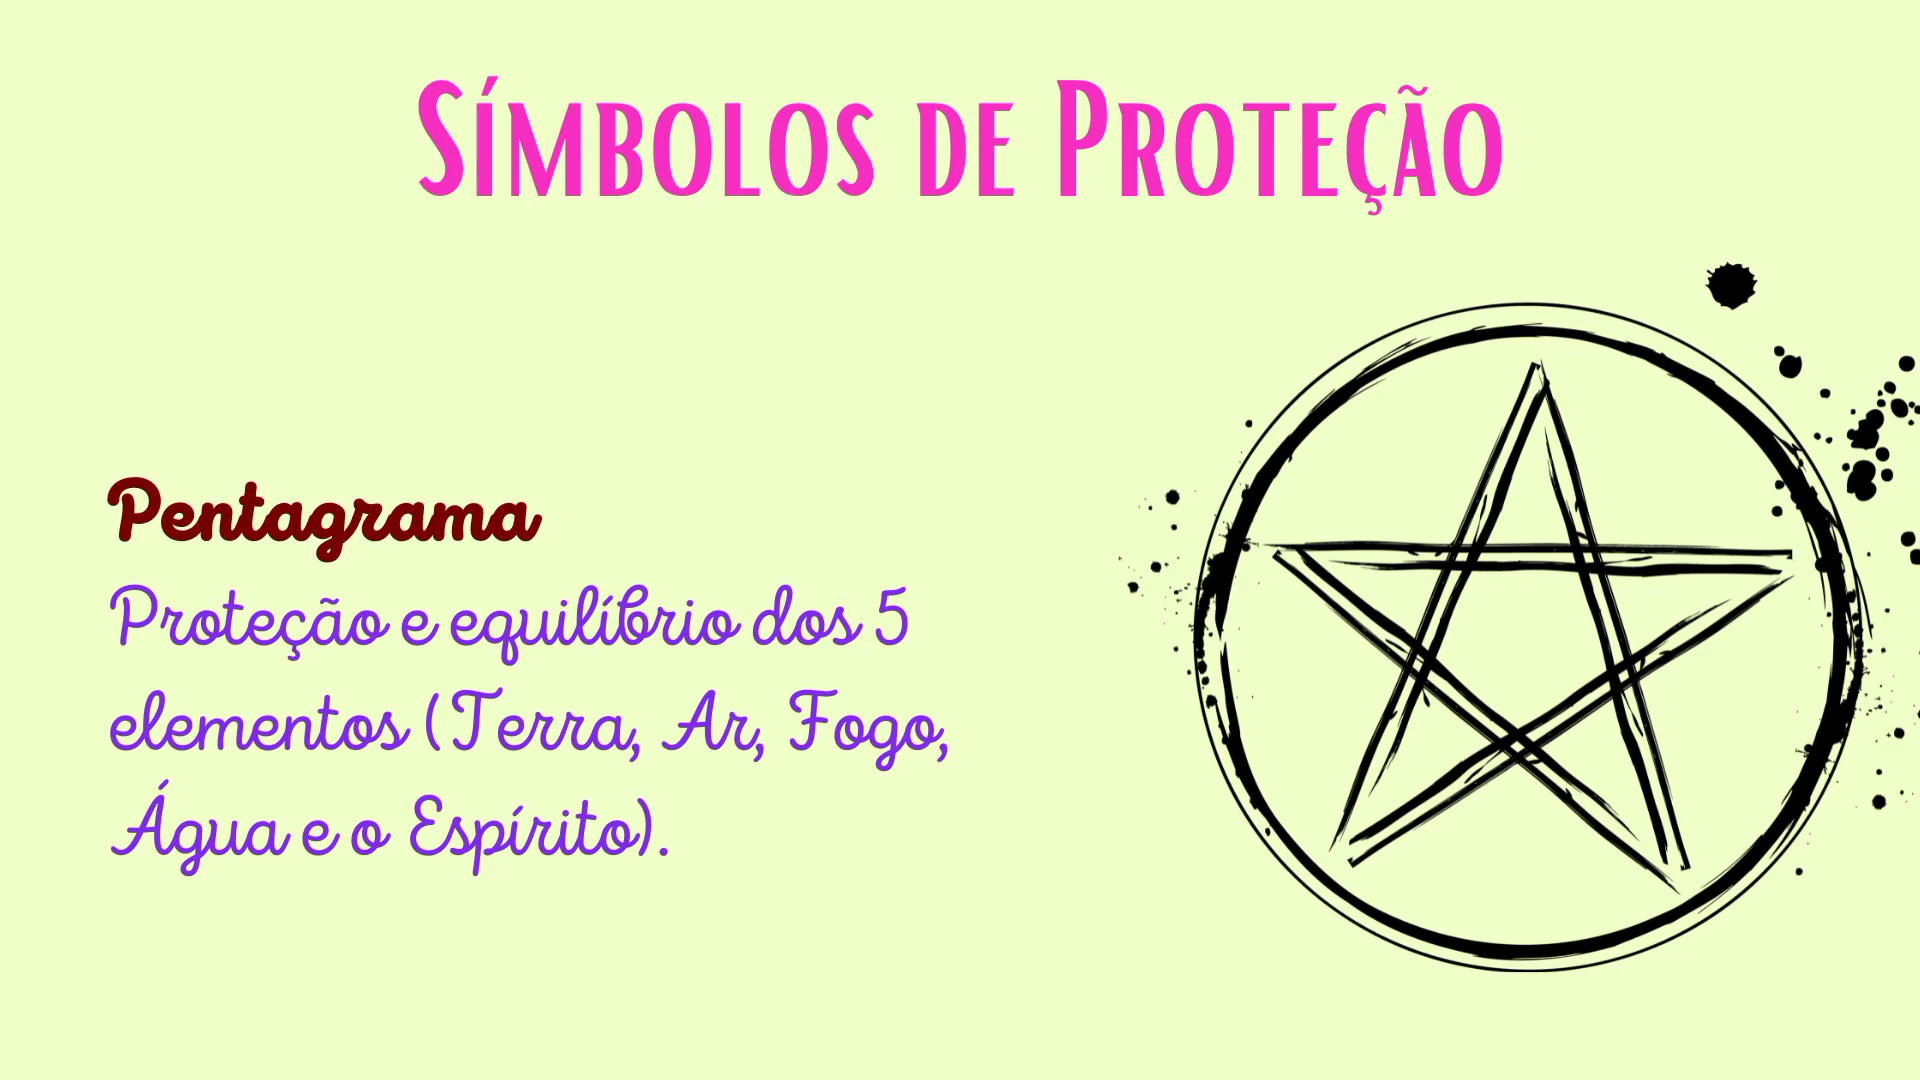 Símbolos de Proteção
Pentagrama
Proteção e equilíbrio dos 5
elementos (Terra, Ar, Fogo,
Água e o Espírito).